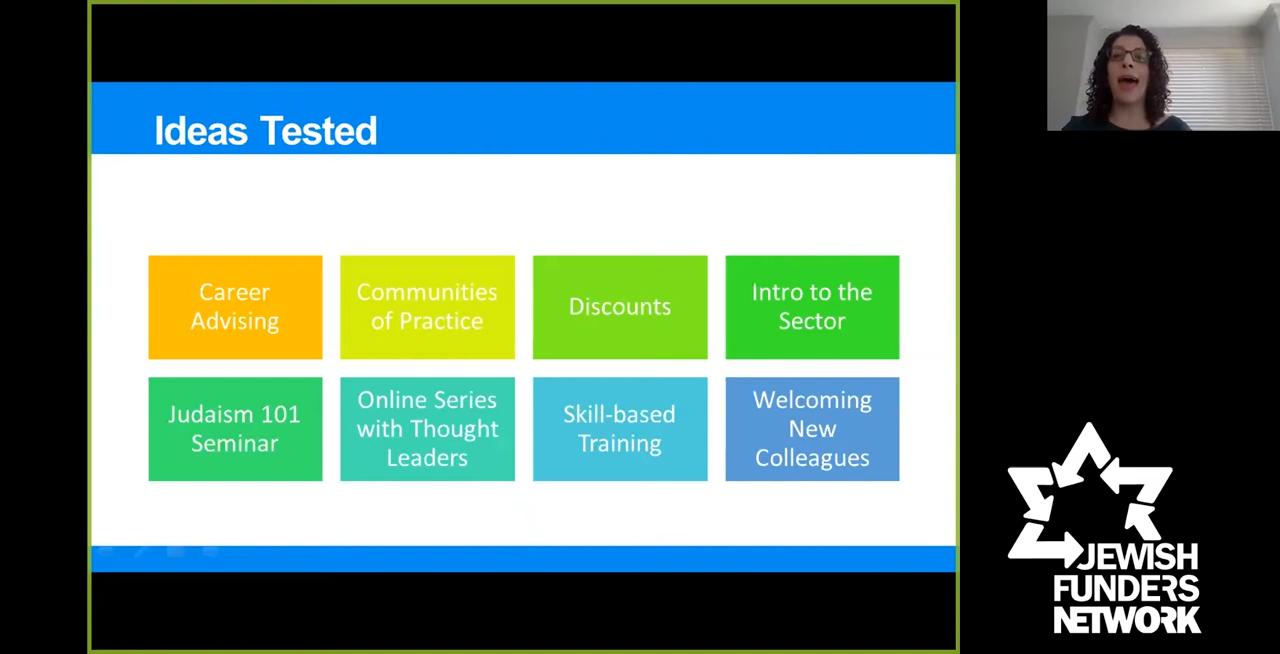 Ideas Tested
Career
Advising
Communities
of Practice
Discounts
Intro to the
Sector
Judaism 101
Seminar
Online Series
with Thought
Leaders
Skill-based
Training
Welcoming
New
Colleagues
JEWISH
FUNDERS
NETWORK